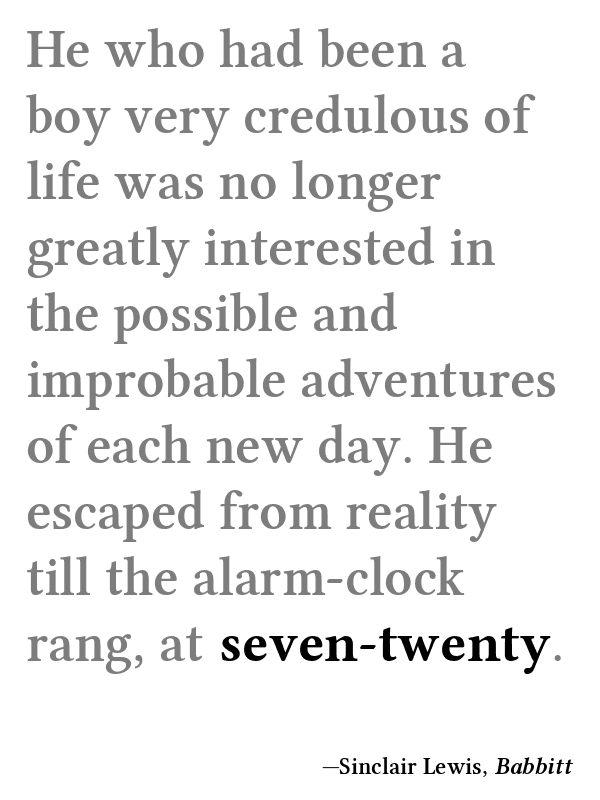 He who had been a
boy very credulous of
life was no longer
greatly interested in
the possible and
improbable adventures
of each new day. He
escaped from reality
till the alarm-clock
rang, at seven-twenty.
—Sinclair Lewis, Babbitt